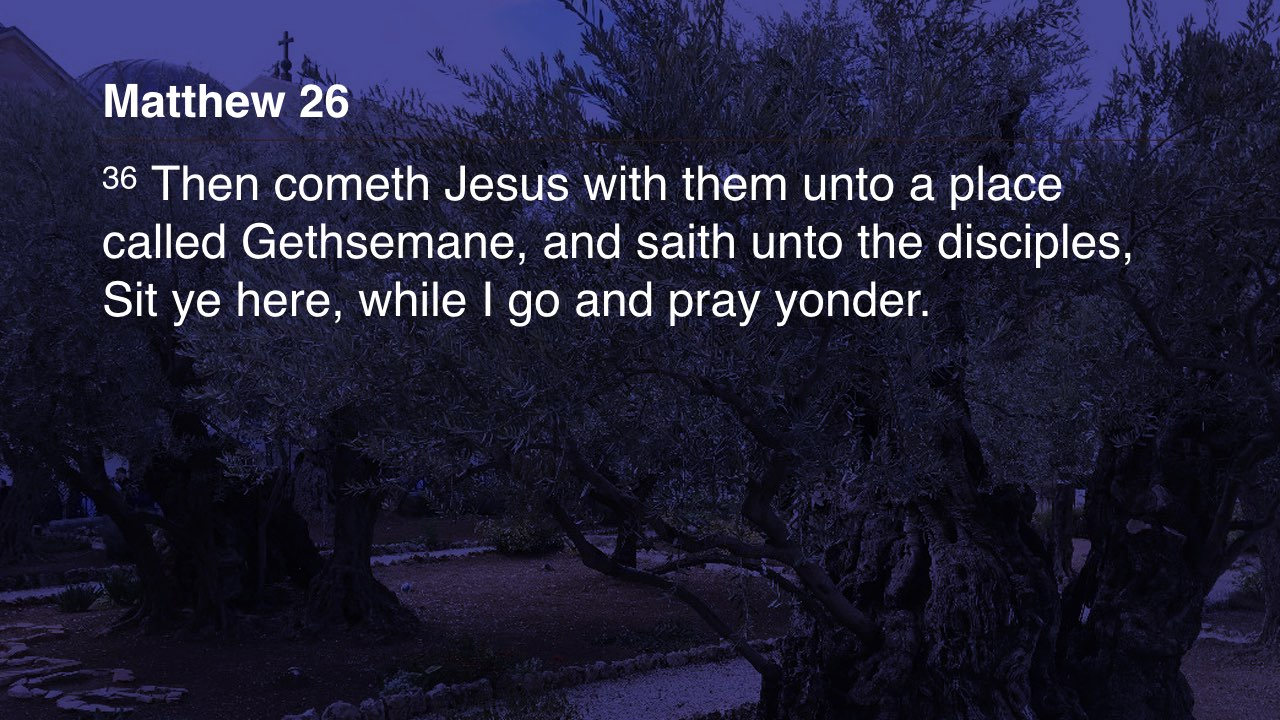 Matthew 26
36 Then cometh Jesus with them unto a place
called Gethsemane, and saith unto the disciples,
Sit ye here, while I go and pray yonder.